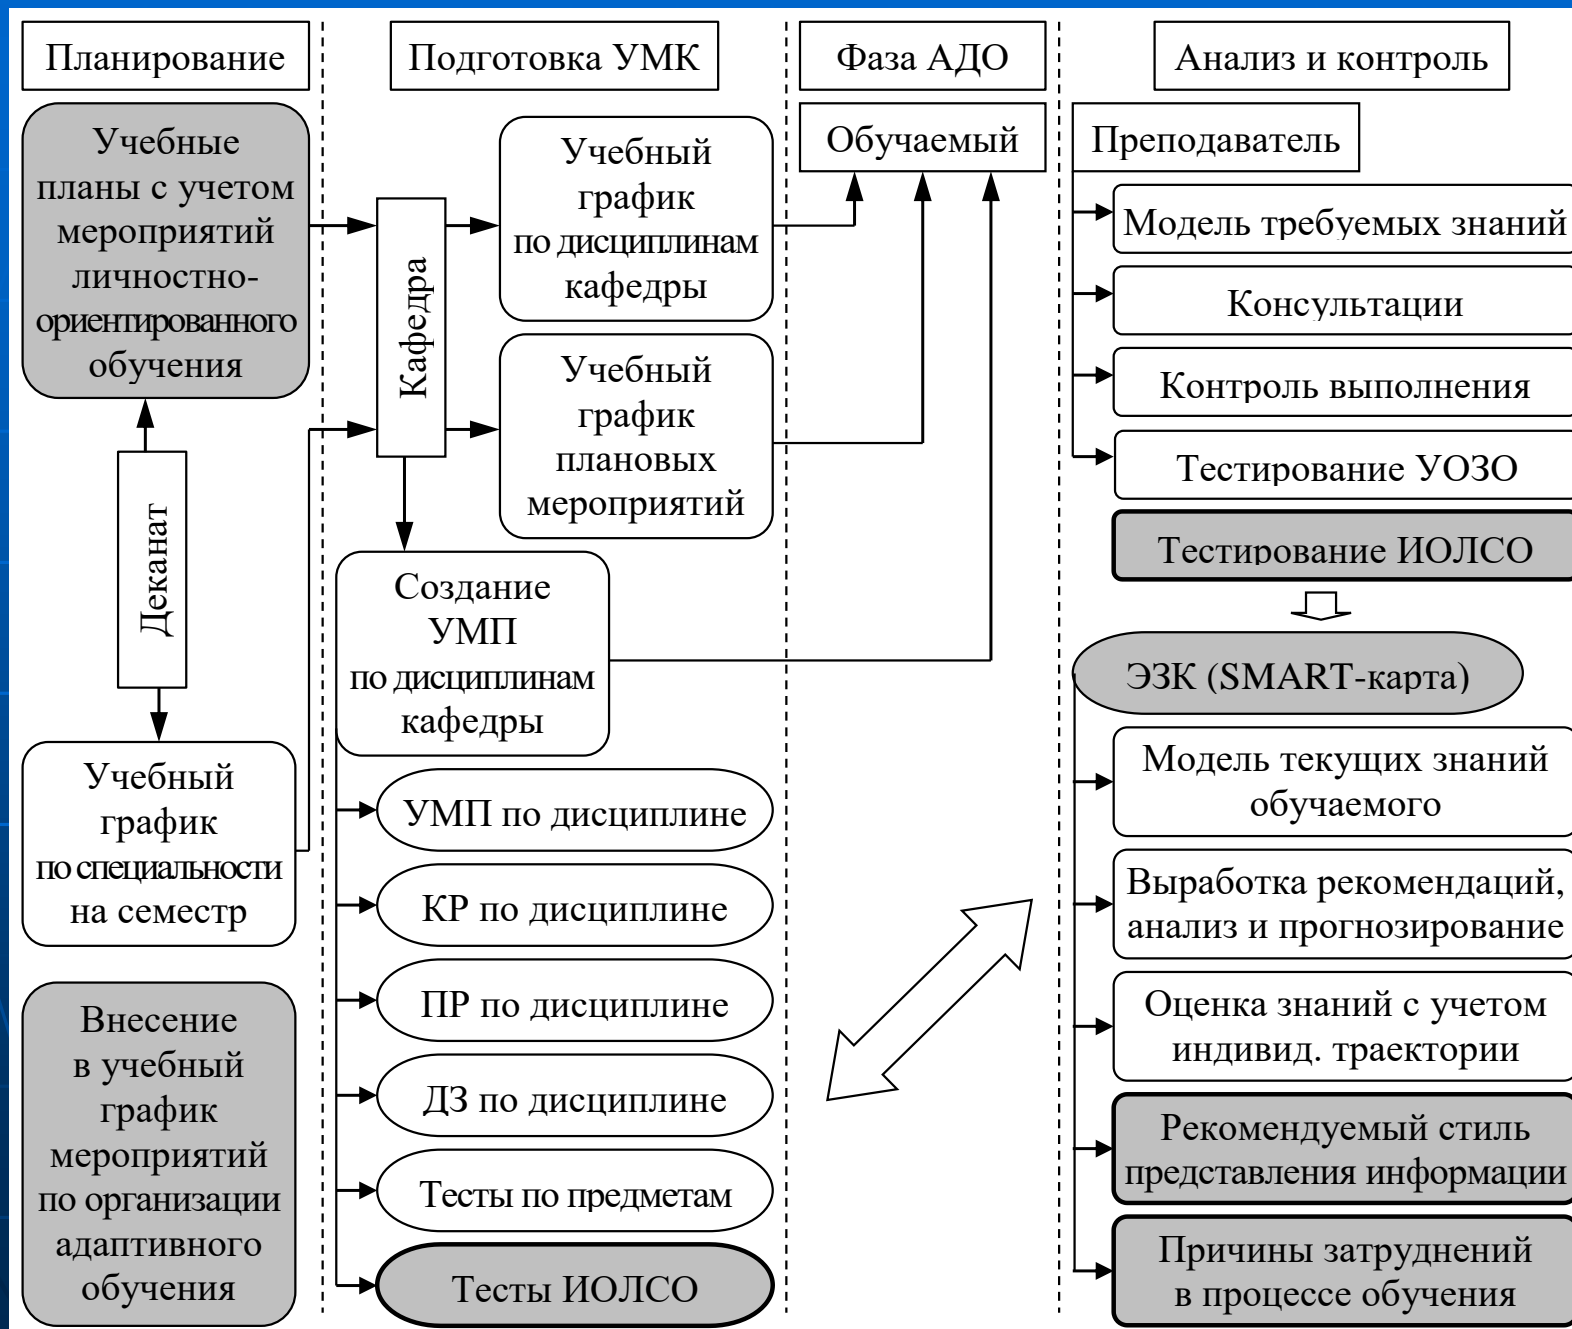 Планирование
Учебные
планы с учетом
мероприятий
личностно-
ориентированного
обучения
Деканат
Учебный
график
по специальности
на семестр
Внесение
в учебный
график
мероприятий
по организации
адаптивного
обучения
Подготовка УМК
Кафедра
Учебный
график
по дисциплинам
кафедры
Учебный
график
плановых
мероприятий
Создание
УМП
по дисциплинам
кафедры
УМП по дисциплине
КР по дисциплине
ПР по дисциплине
ДЗ по дисциплине
Тесты по предметам
Тесты ИОЛСО
Фаза АДО
Обучаемый
Анализ и контроль
Преподаватель
Модель требуемых знаний
Консультации
Контроль выполнения
Тестирование УОЗО
Тестирование ИОЛСО
ЭЗК (SMART-карта)
Модель текущих знаний
обучаемого
Выработка рекомендаций,
анализ и прогнозирование
Оценка знаний с учетом
индивид. траектории
Рекомендуемый стиль
представления информации
Причины затруднений
в процессе обучения